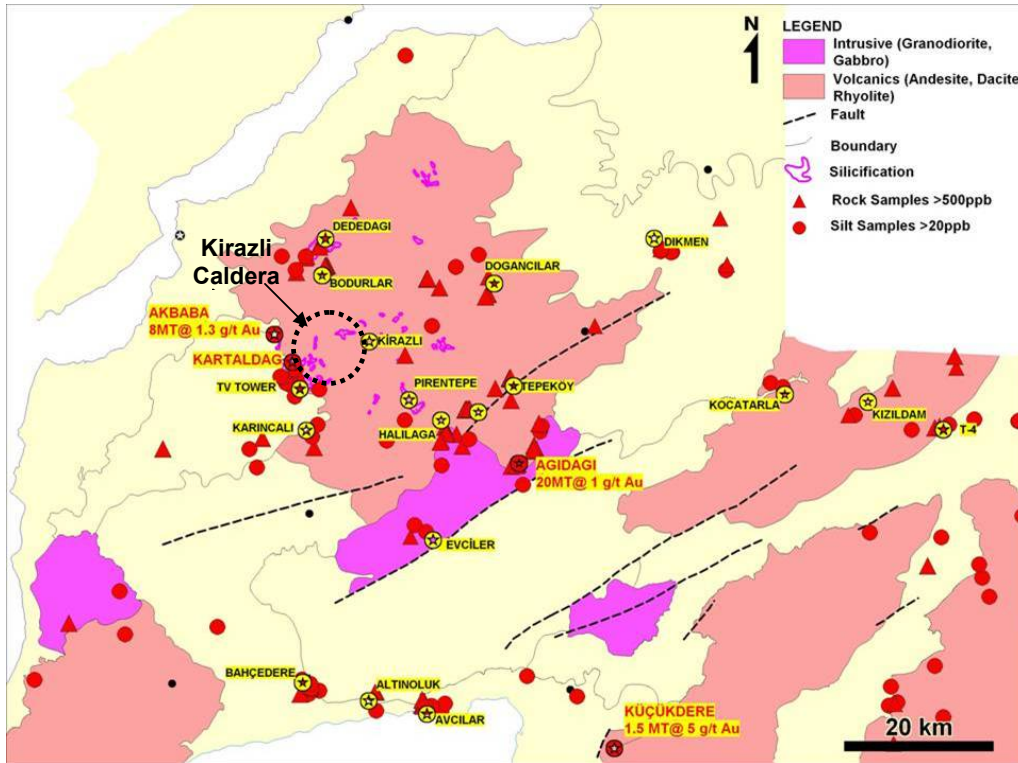 N
LEGEND
Intrusive (Granodiorite,
Gabbro)
Volcanics (Andesite, Dacite
Rhyolite)
Fault
Boundary
Silicification
Rock Samples >500ppb
Silt Samples >20ppb
DEDEDAGI
Kirazli
Caldera
BODURLAR
DOGANCILAR
DIKMEN
AKBABA
8MT@ 1.3 g/t Au
KİRAZLI
KARTALDAG
TV TOWER
PIRENTEPE
TEPEKÖY
KOCATARLA
KIZILDAM
T-4
KARINCALI
HALILAGA
AGIDAGI
20MT@ 1 g/t Au
EVCİLER
BAHÇEDERE
ALTINOLUK
AVCILAR
KÜÇÜKDERE
1.5 MT@ 5 g/t Au
20 km